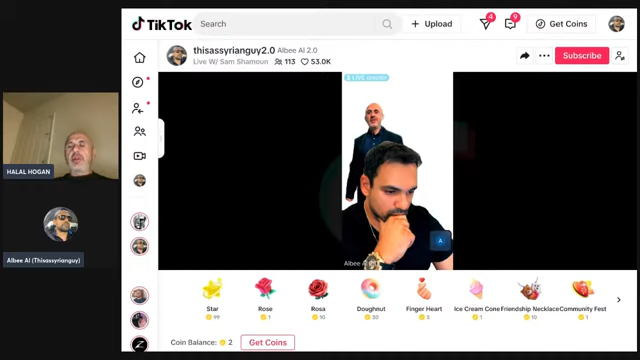 TikTok
Search
+ Upload
4
9
Get Coins
thisassyrianguy2.0 Albee AI 2.0
Live W/ Sam Shamoun 113 53.0K
Subscribe
LIVE
HALAL HOGAN
Albee AI (Thisassyrianguy)
A
Albee A
Star
99
Rose
1
Rosa
10
Doughnut
30
Finger Heart
5
Ice Cream Cone
1
Friendship Necklace
10
Community Fest
1
Coin Balance: 2
Get Coins